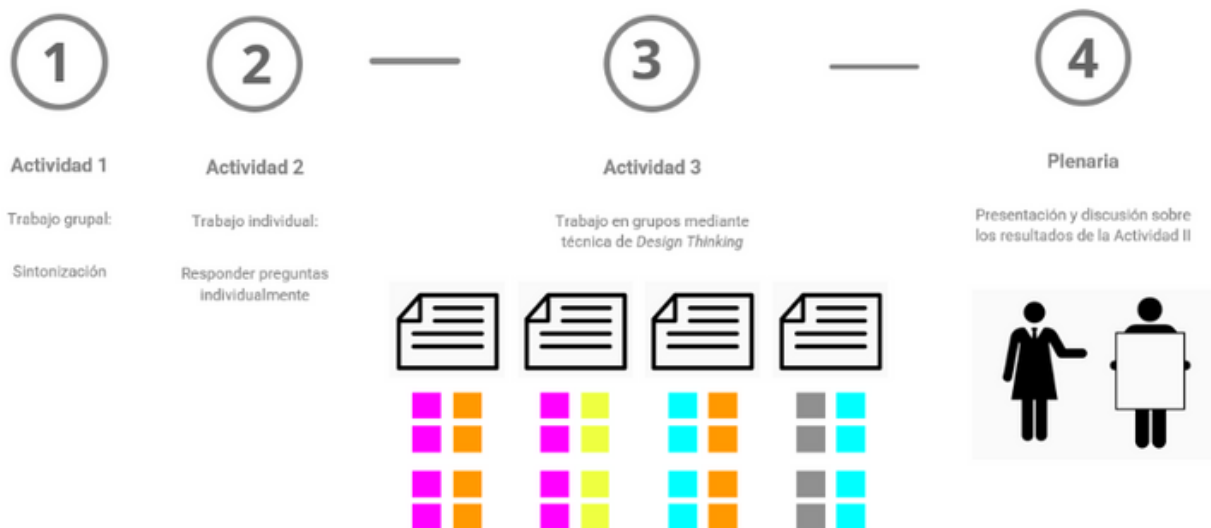 1
Actividad 1
Trabajo grupal:
Sintonización
2
Actividad 2
Trabajo individual:
Responder preguntas
individualmente
3
Actividad 3
Trabajo en grupos mediante
técnica de Design Thinking
4
Plenaria
Presentación y discusión sobre
los resultados de la Actividad II